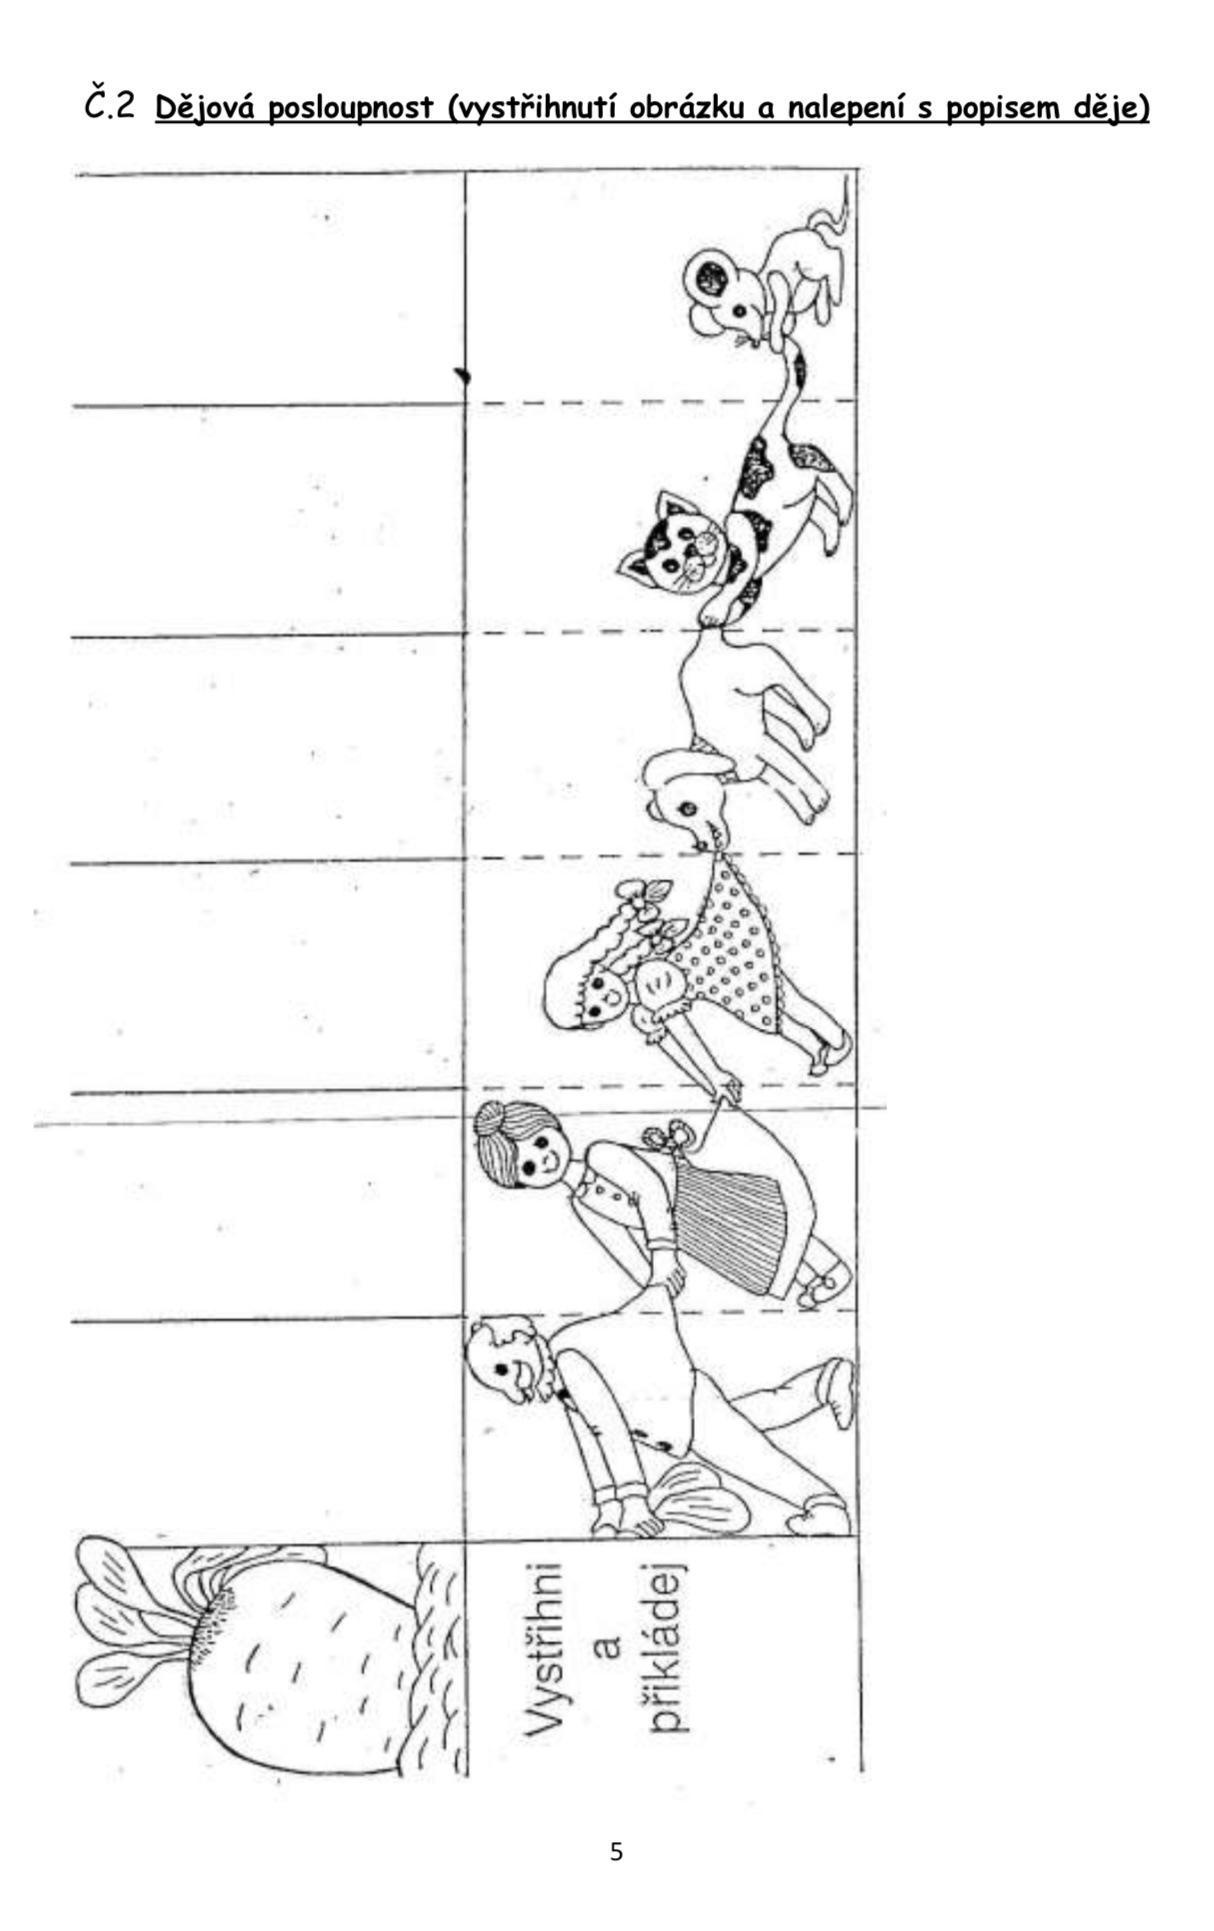 Č.2 Dějová posloupnost (vystřihnutí obrázku a nalepení s popisem děje)
Vystřihni
a
přikládej
5